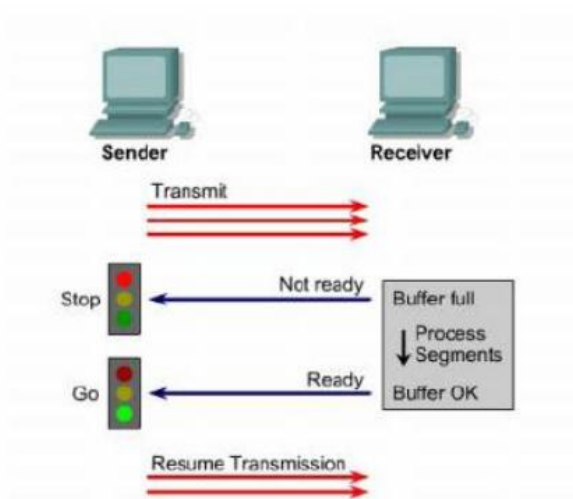 Sender
Receiver
Transmit
Not ready
Stop
Buffer full
Process
Segments
Ready
Go
Buffer OK
Resume Transmission